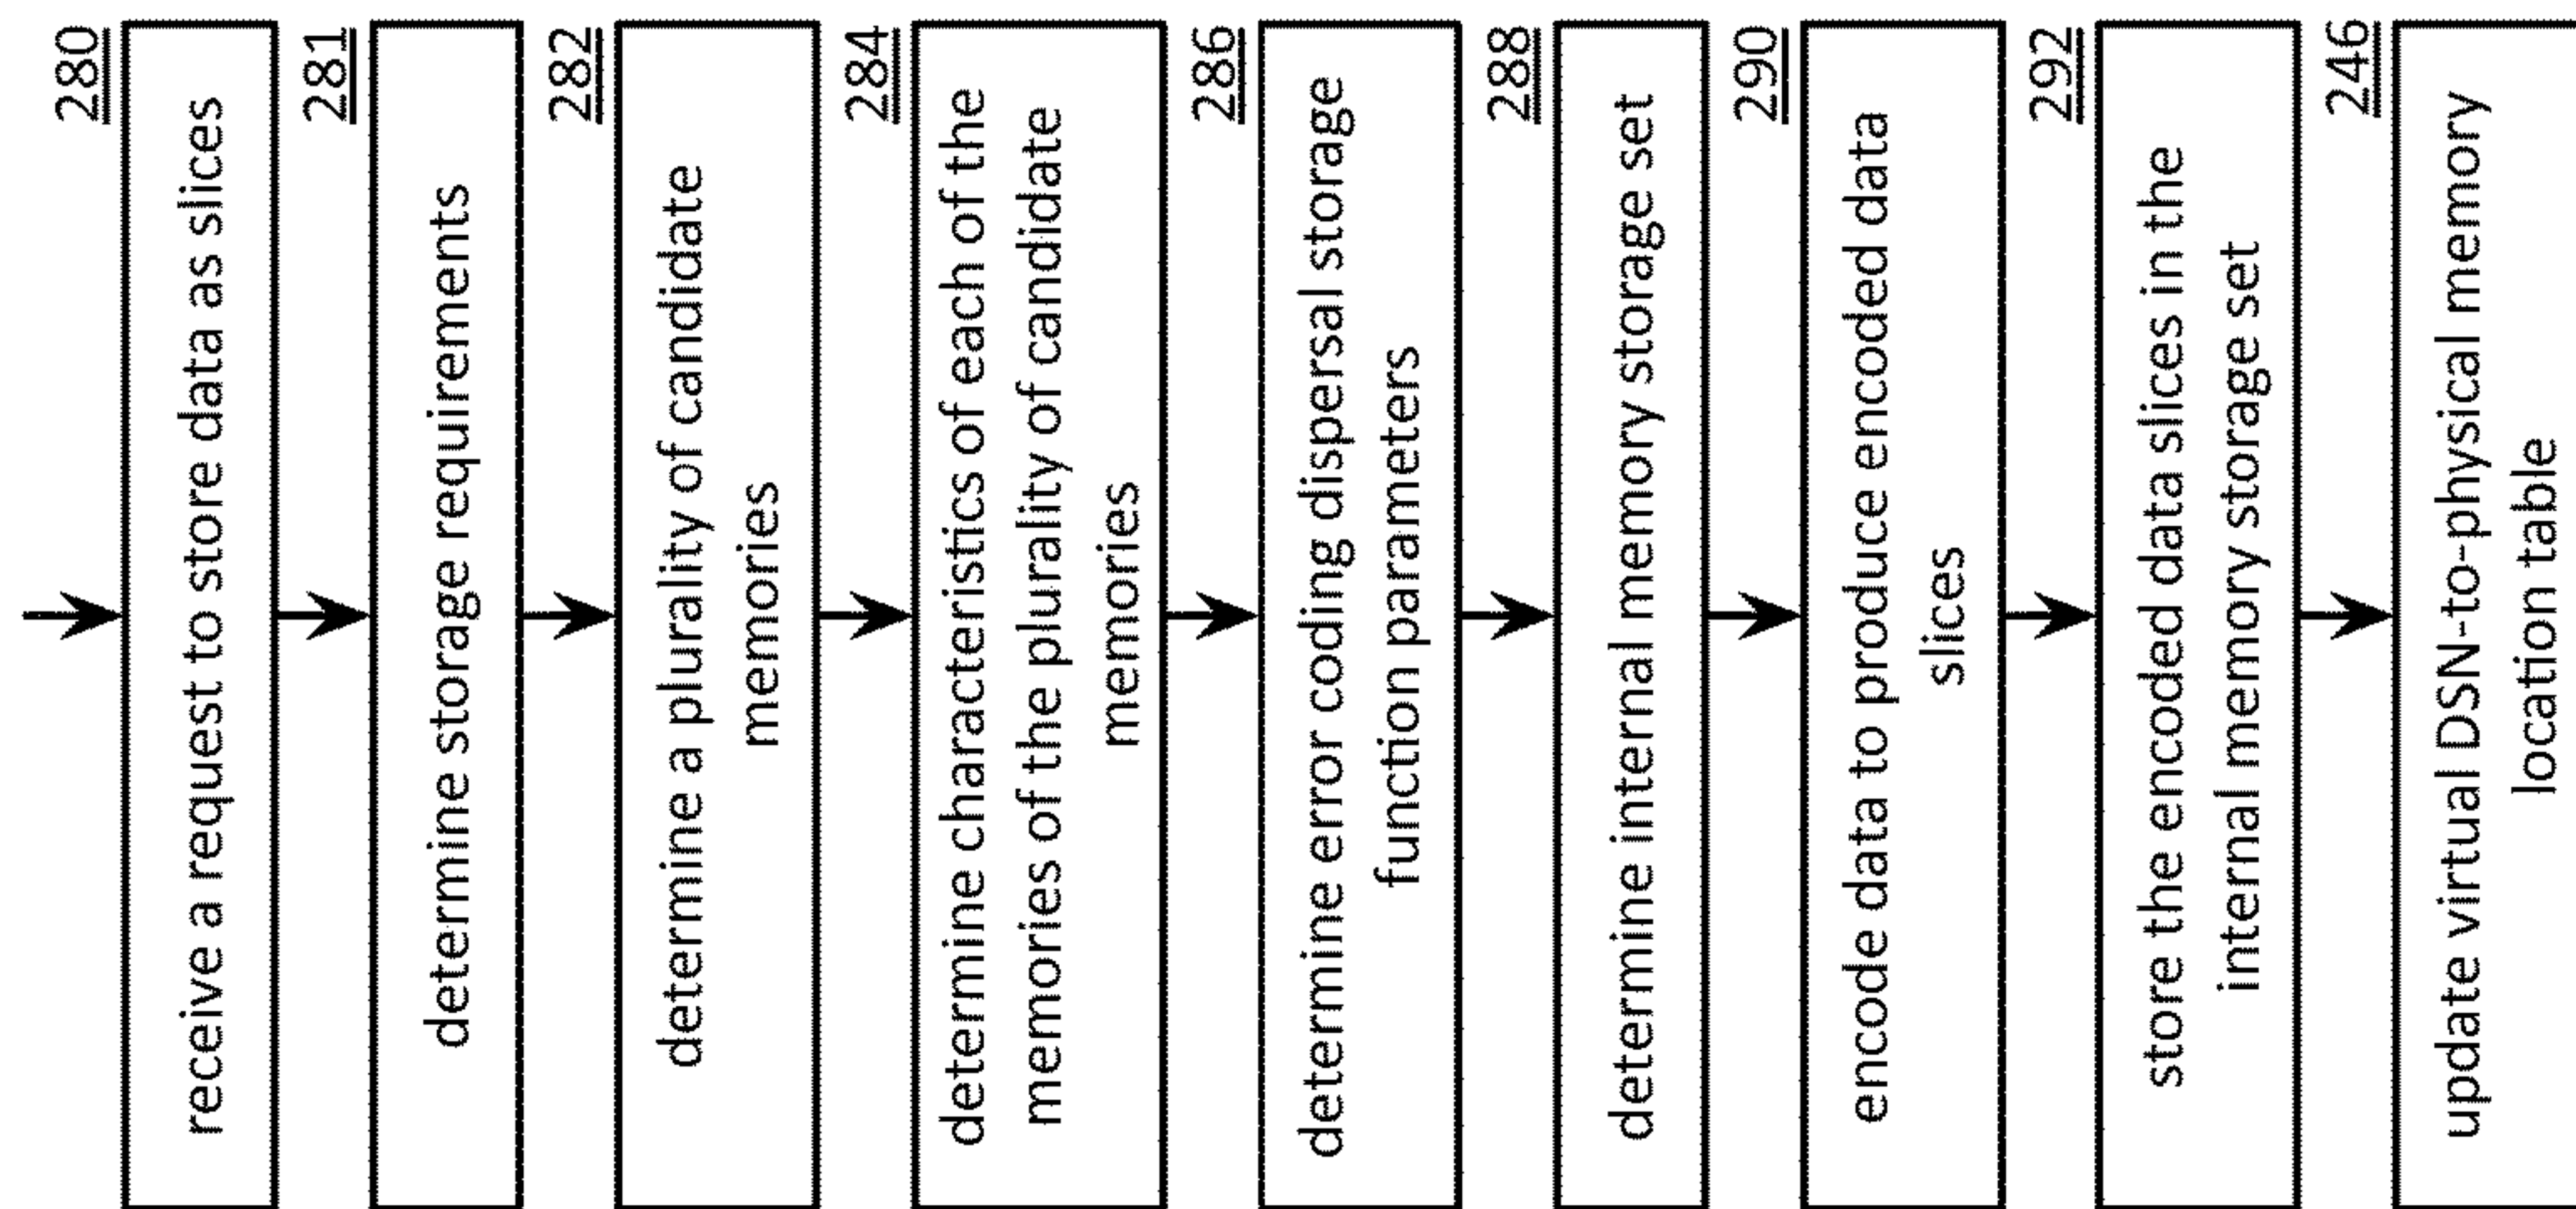 280
receive a request to store data as slices
281
determine storage requirements
282
determine a plurality of candidate
memories
284
determine characteristics of each of the
memories of the plurality of candidate
memories
286
determine error coding dispersal storage
function parameters
288
determine internal memory storage set
290
encode data to produce encoded data
slices
292
store the encoded data slices in the
internal memory storage set
246
update virtual DSN-to-physical memory
location table